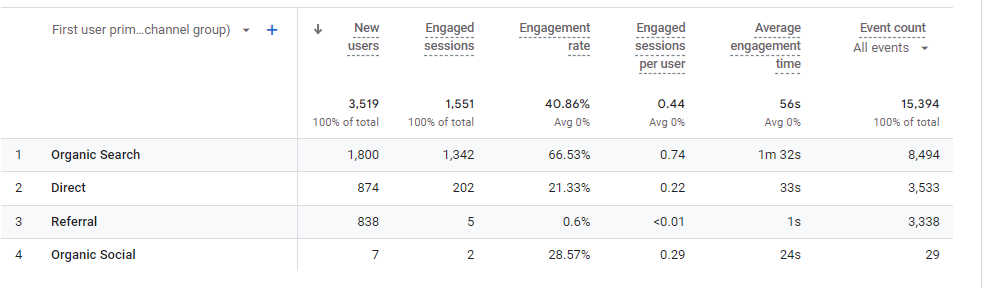 First user prim...channel group) + New users Engaged sessions Engagement rate Engaged sessions per user Average engagement time Event count
All events
3,519 1,551 40.86% 0.44 56s 15,394
100% of total 100% of total Avg 0% Avg 0% Avg 0% 100% of total
1 Organic Search 1,800 1,342 66.53% 0.74 1m 32s 8,494
2 Direct 874 202 21.33% 0.22 33s 3,533
3 Referral 838 5 0.6% <0.01 1s 3,338
4 Organic Social 7 2 28.57% 0.29 24s 29